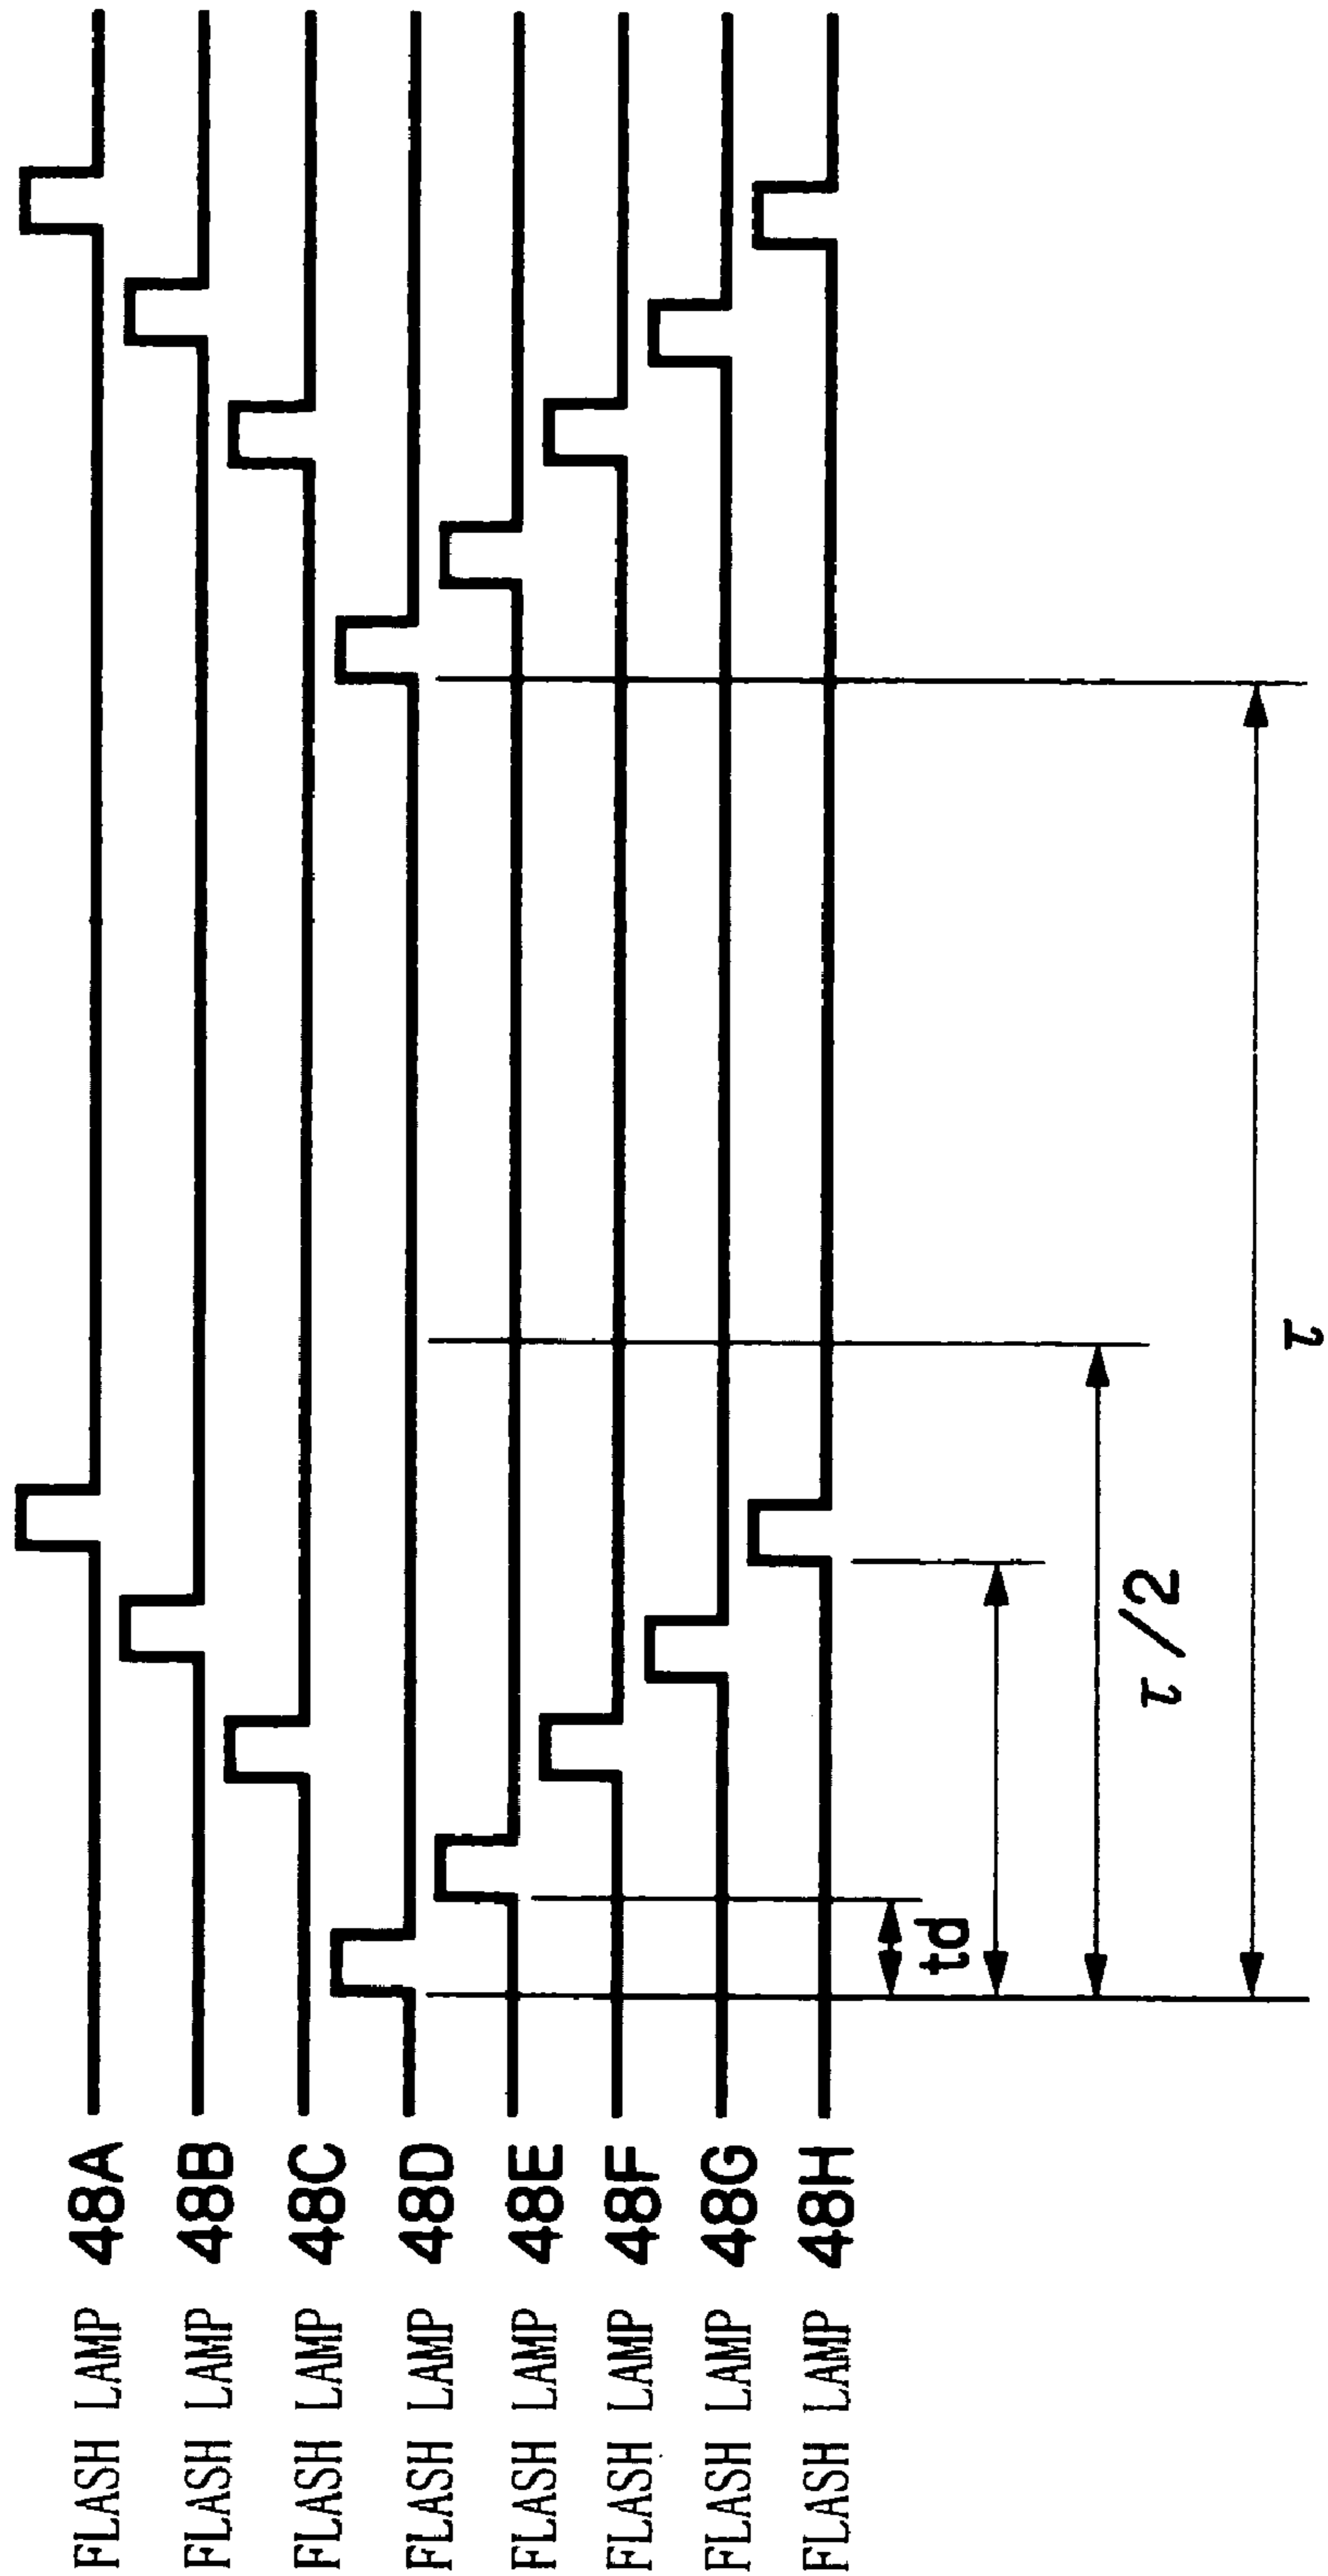 FLASH LAMP 48A
FLASH LAMP 48B
FLASH LAMP 48C
FLASH LAMP 48D
FLASH LAMP 48E
FLASH LAMP 48F
FLASH LAMP 48G
FLASH LAMP 48H
td
τ/2
τ